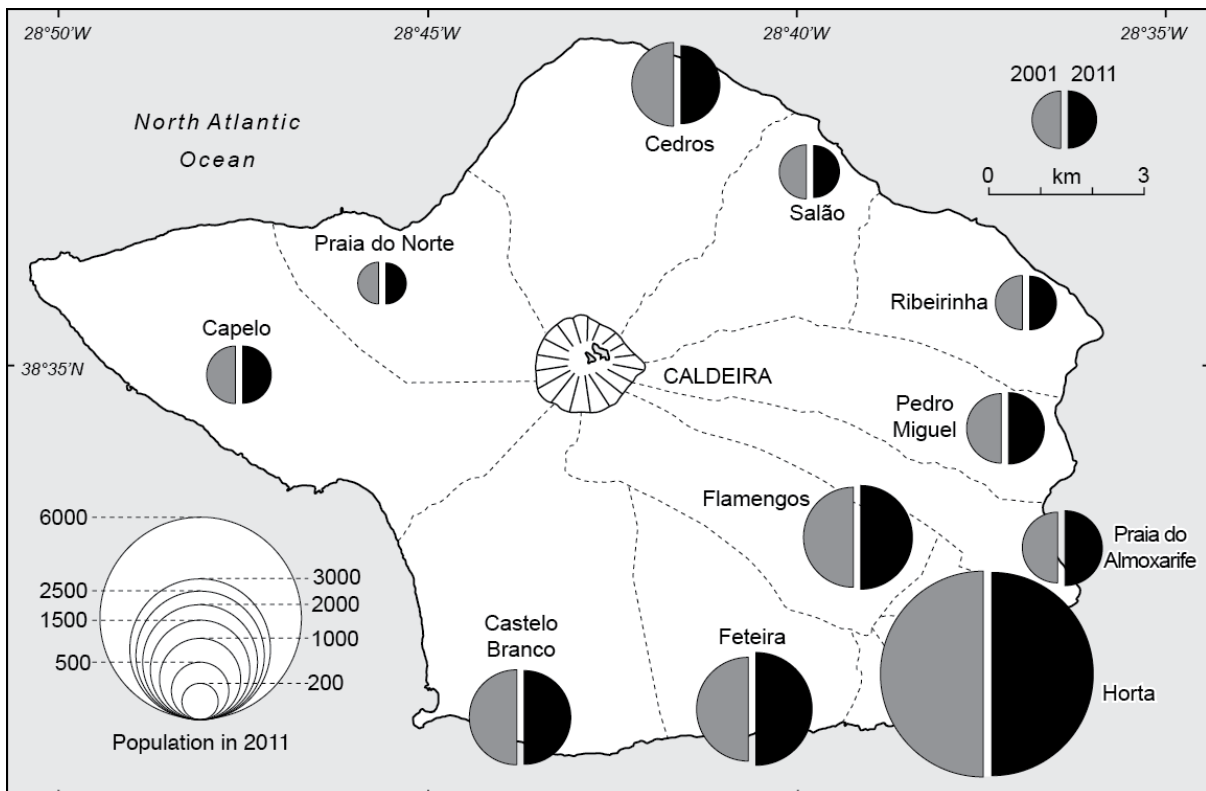 28°50'W
28°45'W
28°40'W
28°35'W
North Atlantic
Ocean
2001 2011
0 km 3
Cedros
Salão
Praia do Norte
Ribeirinha
Capelo
38°35'N
CALDEIRA
Pedro
Miguel
Flamengos
Praia do
Almoxarife
6000
3000
2500
2000
1500
1000
500
200
Population in 2011
Castelo
Branco
Feteira
Horta